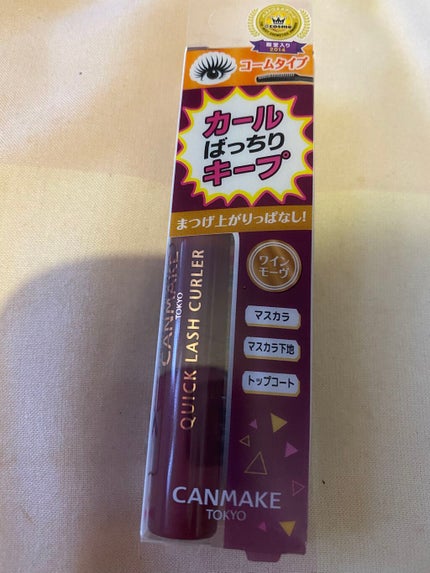 @cosme
殿堂入り
2014
コームタイプ
カール
ばっちり
キープ
まつげ上がりっぱなし!
ワイン
モーヴ
マスカラ
マスカラ下地
トップコート
CANMAKE
TOKYO
QUICK LASH CURLER
CANMAKE
TOKYO